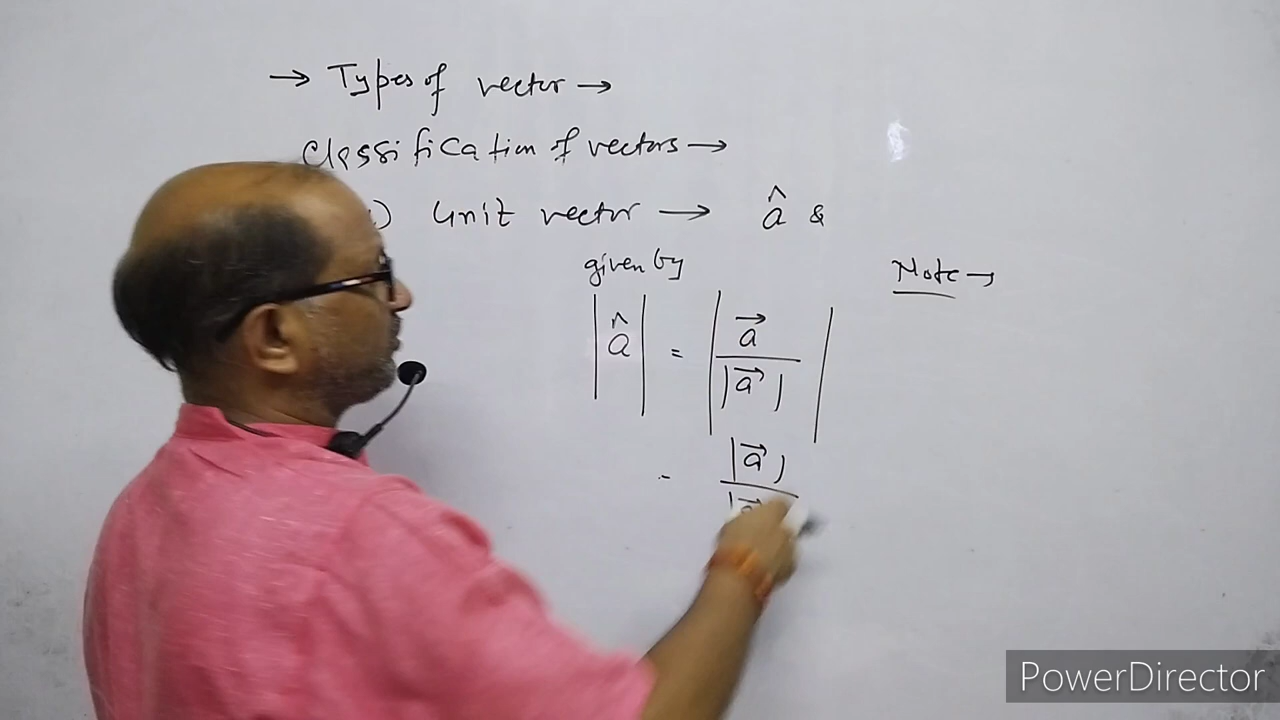 → Types of vector →
Classification of vectors →
) Unit vector → â &
given by
Note →
|â| = |a⃗ / |a⃗||
- |a⃗|
|a⃗
PowerDirector